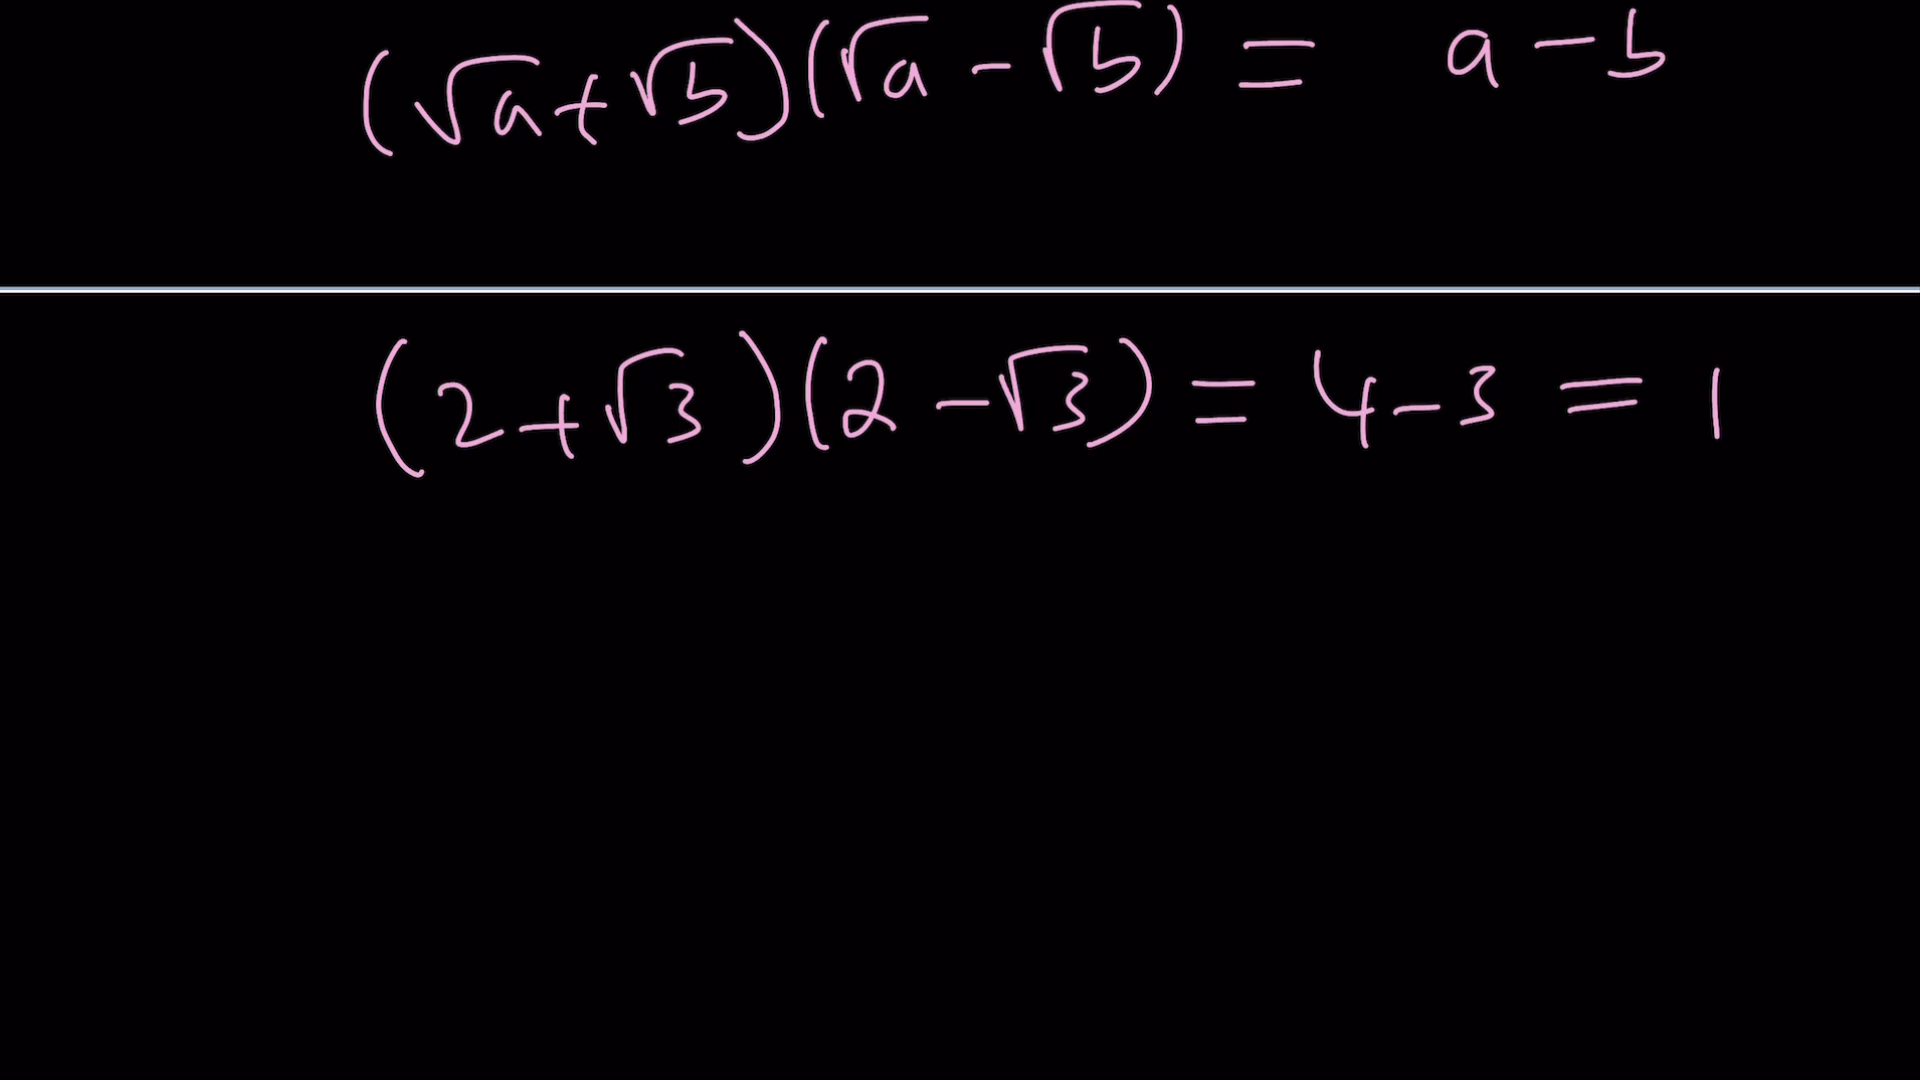 (√a+√b)(√a-√b) = a-b
(2+√3)(2-√3) = 4-3 = 1